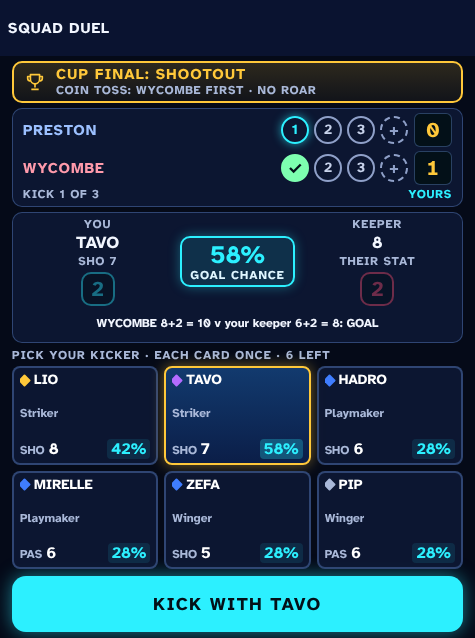 SQUAD DUEL
CUP FINAL: SHOOTOUT
COIN TOSS: WYCOMBE FIRST · NO ROAR
PRESTON 1 2 3 + 0
WYCOMBE ✓ 2 3 + 1
KICK 1 OF 3 YOURS
YOU
TAVO
SHO 7
2
58%
GOAL CHANCE
KEEPER
8
THEIR STAT
2
WYCOMBE 8+2 = 10 v your keeper 6+2 = 8: GOAL
PICK YOUR KICKER · EACH CARD ONCE · 6 LEFT
LIO
Striker
SHO 8 42%
TAVO
Striker
SHO 7 58%
HADRO
Playmaker
SHO 6 28%
MIRELLE
Playmaker
PAS 6 28%
ZEFA
Winger
SHO 5 28%
PIP
Winger
PAS 6 28%
KICK WITH TAVO